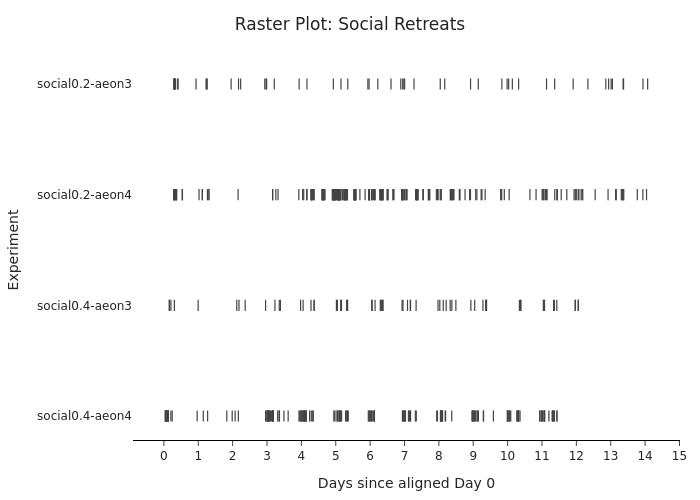 Raster Plot: Social Retreats
social0.2-aeon3
social0.2-aeon4
Experiment
social0.4-aeon3
social0.4-aeon4
0 1 2 3 4 5 6 7 8 9 10 11 12 13 14 15
Days since aligned Day 0